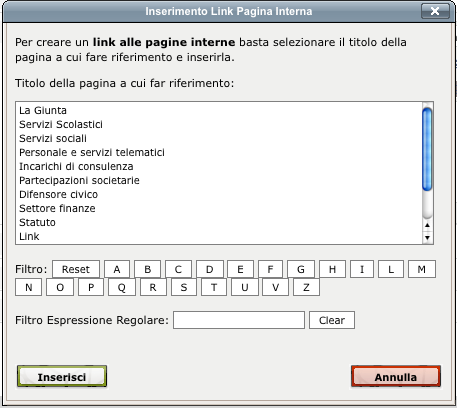 Inserimento Link Pagina Interna
Per creare un link alle pagine interne basta selezionare il titolo della
pagina a cui fare riferimento e inserirla.
Titolo della pagina a cui far riferimento:
La Giunta
Servizi Scolastici
Servizi sociali
Personale e servizi telematici
Incarichi di consulenza
Partecipazioni societarie
Difensore civico
Settore finanze
Statuto
Link
Filtro: Reset A B C D E F G H I L M
N O P Q R S T U V Z
Filtro Espressione Regolare: Clear
Inserisci Annulla